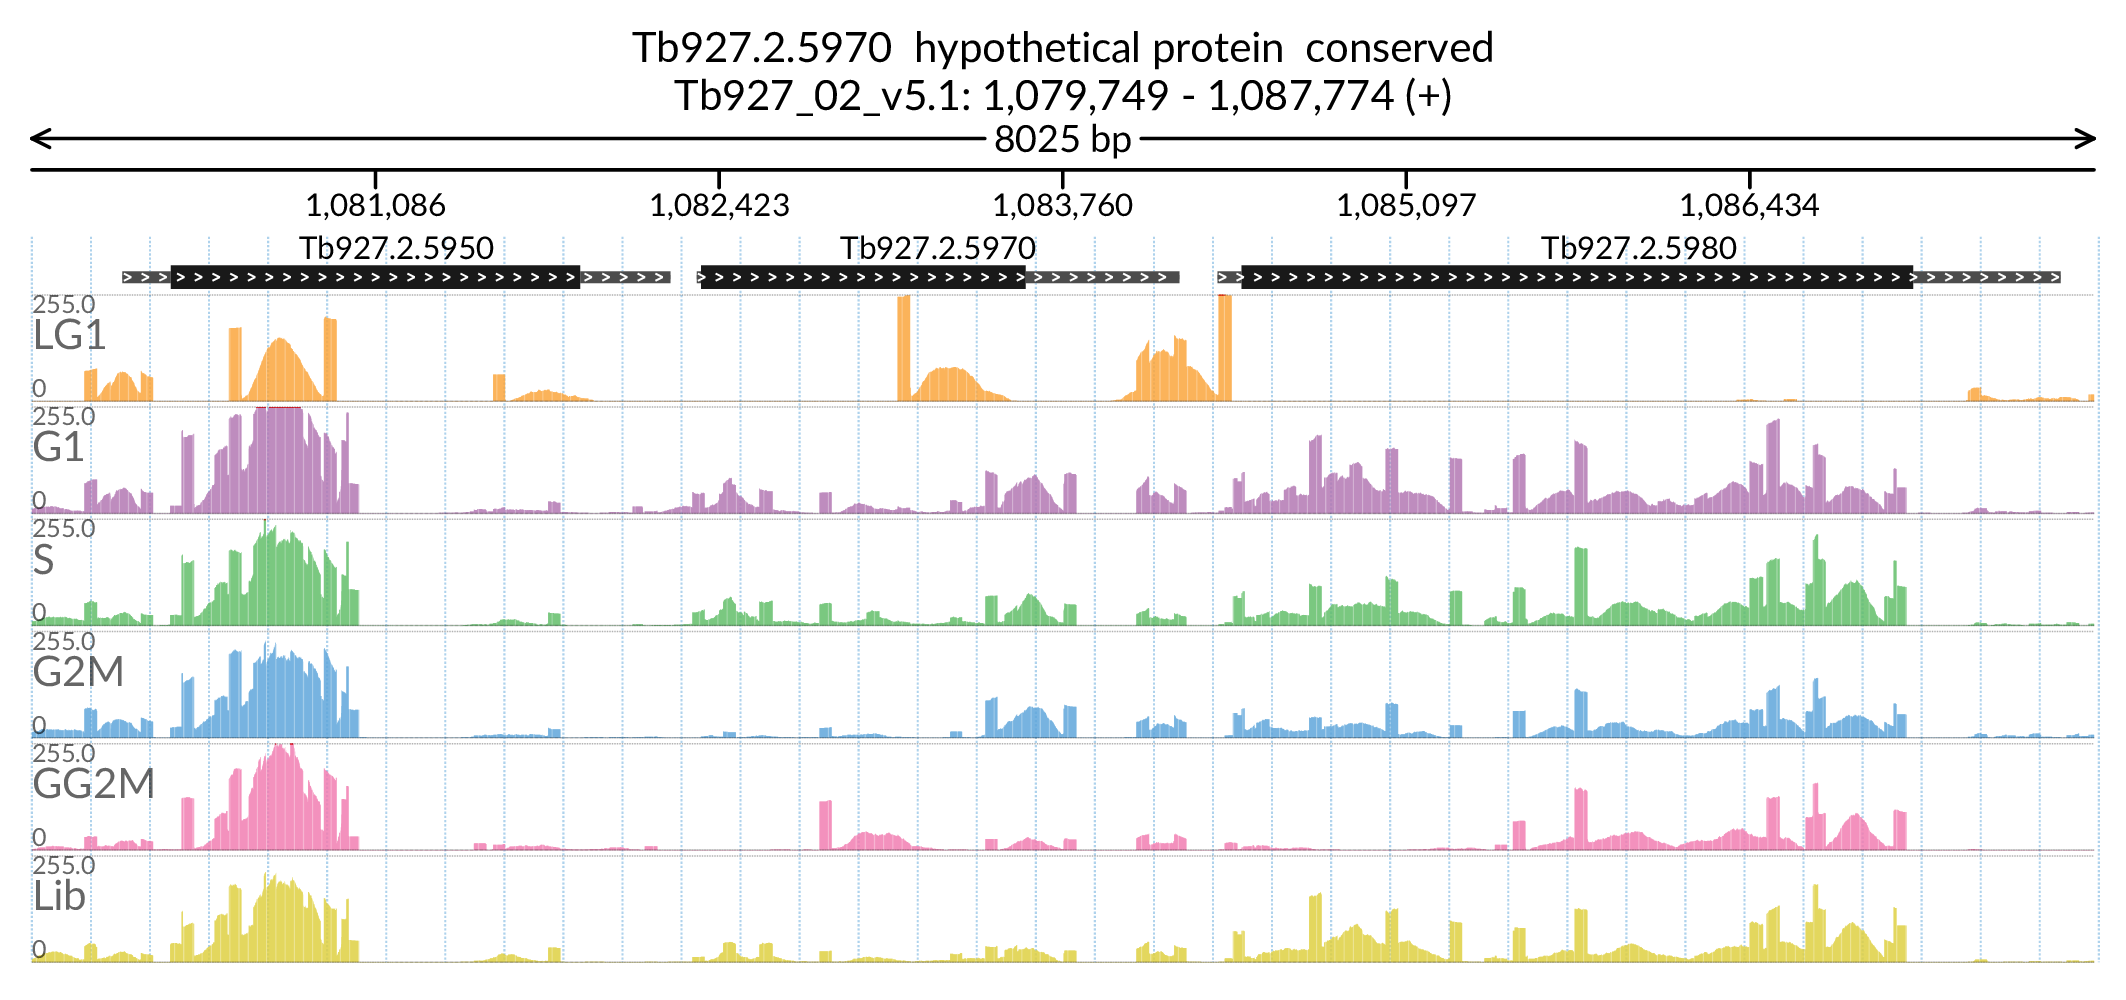 Tb927.2.5970 hypothetical protein conserved
Tb927_02_v5.1: 1,079,749 - 1,087,774 (+)
8025 bp
1,081,086 1,082,423 1,083,760 1,085,097 1,086,434
Tb927.2.5950 Tb927.2.5970 Tb927.2.5980
255.0
LG1
0
255.0
G1
0
255.0
S
0
255.0
G2M
0
255.0
GG2M
0
255.0
Lib
0